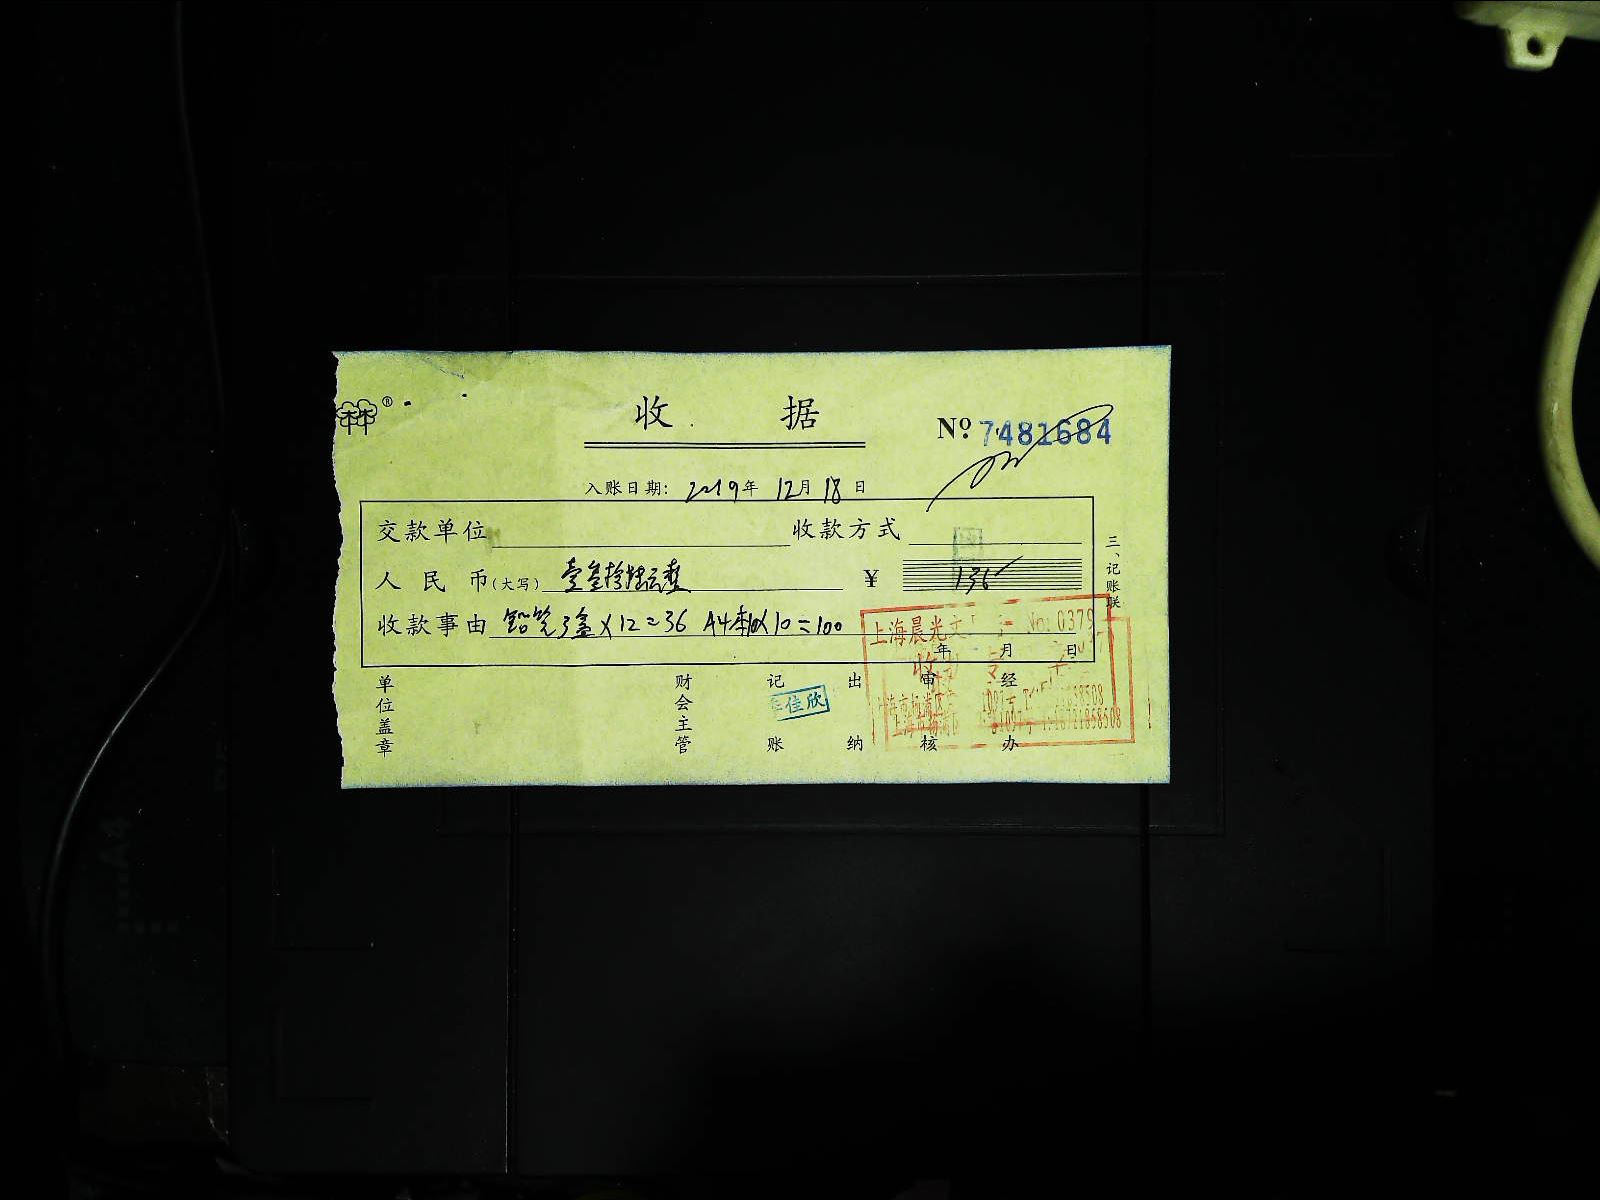 林®
收 据
No. 7481684
入账日期: 2019年 12月 18日
交款单位 收款方式
人民币(大写) 壹叁拾陆元整 ¥ 136
收款事由 铅笔3盒×12=36 A4本10×10=100
年 月 日
三、记账联
上海晨光文 No: 0379
收
单位盖章 财会主管 记账 出纳 审核 经办
佳欣